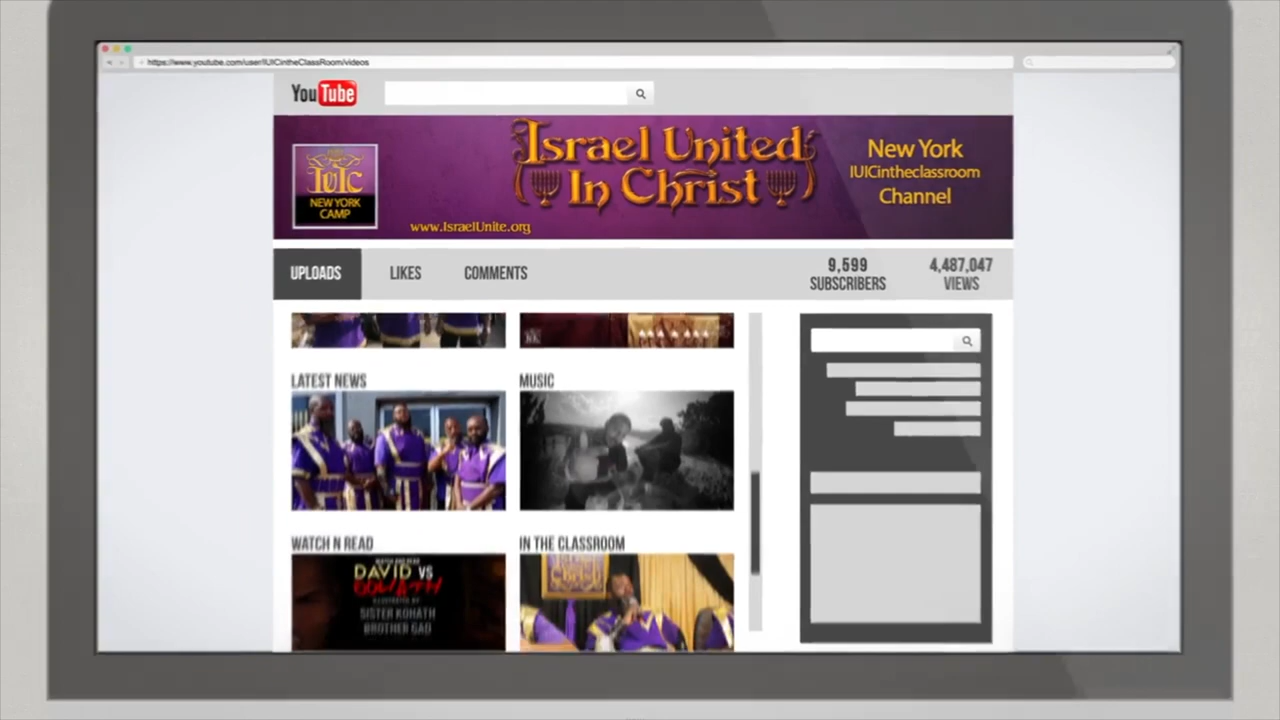 https://www.youtube.com/user/IUICintheClassRoom/videos
YouTube
IUIC
NEW YORK
CAMP
Israel United
In Christ
www.IsraelUnite.org
New York
IUICintheclassroom
Channel
UPLOADS
LIKES
COMMENTS
9,599
SUBSCRIBERS
4,487,047
VIEWS
LATEST NEWS
MUSIC
WATCH N READ
IN THE CLASSROOM
DAVID VS
GOLIATH
ILLUSTRATED BY
SISTER KOHATH
BROTHER GAD